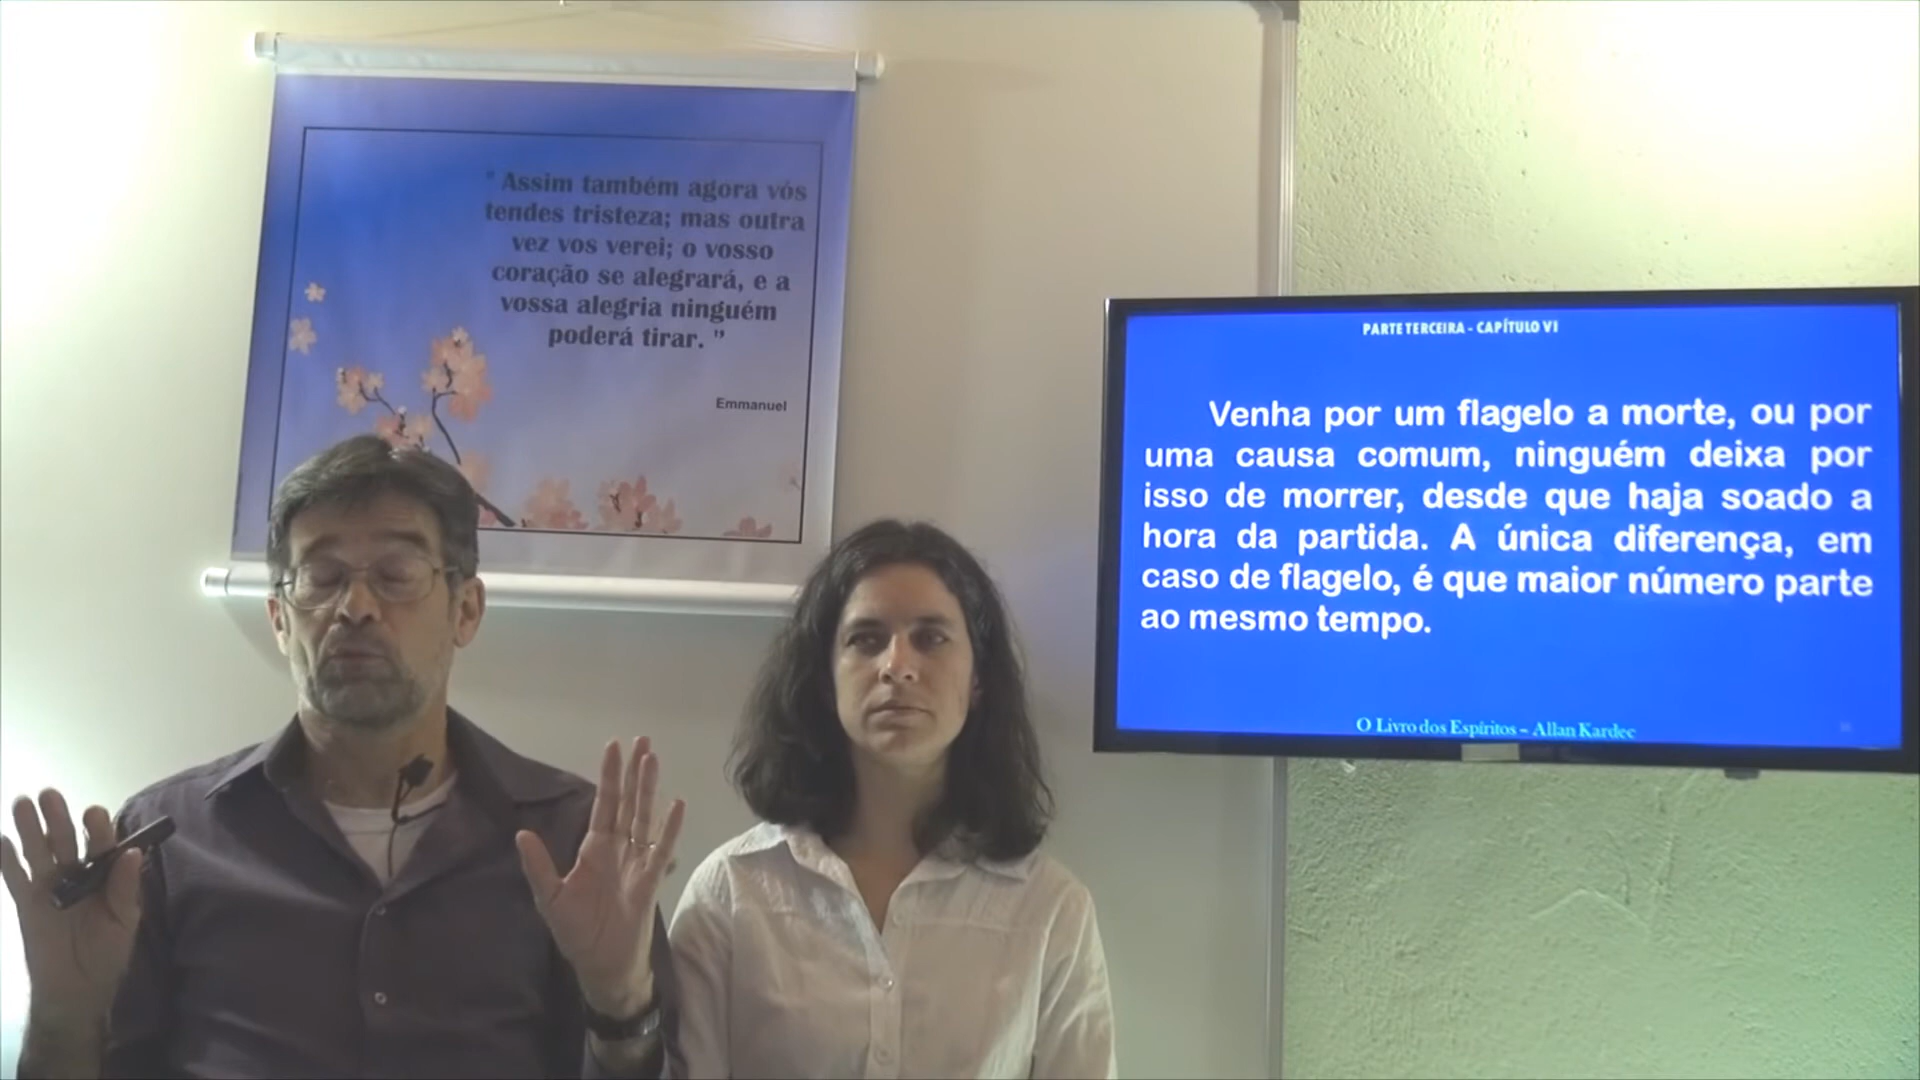 " Assim também agora vós
tendes tristeza; mas outra
vez vos verei; o vosso
coração se alegrará, e a
vossa alegria ninguém
poderá tirar. "
Emmanuel
PARTE TERCEIRA - CAPÍTULO VI
Venha por um flagelo a morte, ou por
uma causa comum, ninguém deixa por
isso de morrer, desde que haja soado a
hora da partida. A única diferença, em
caso de flagelo, é que maior número parte
ao mesmo tempo.
O Livro dos Espíritos – Allan Kardec